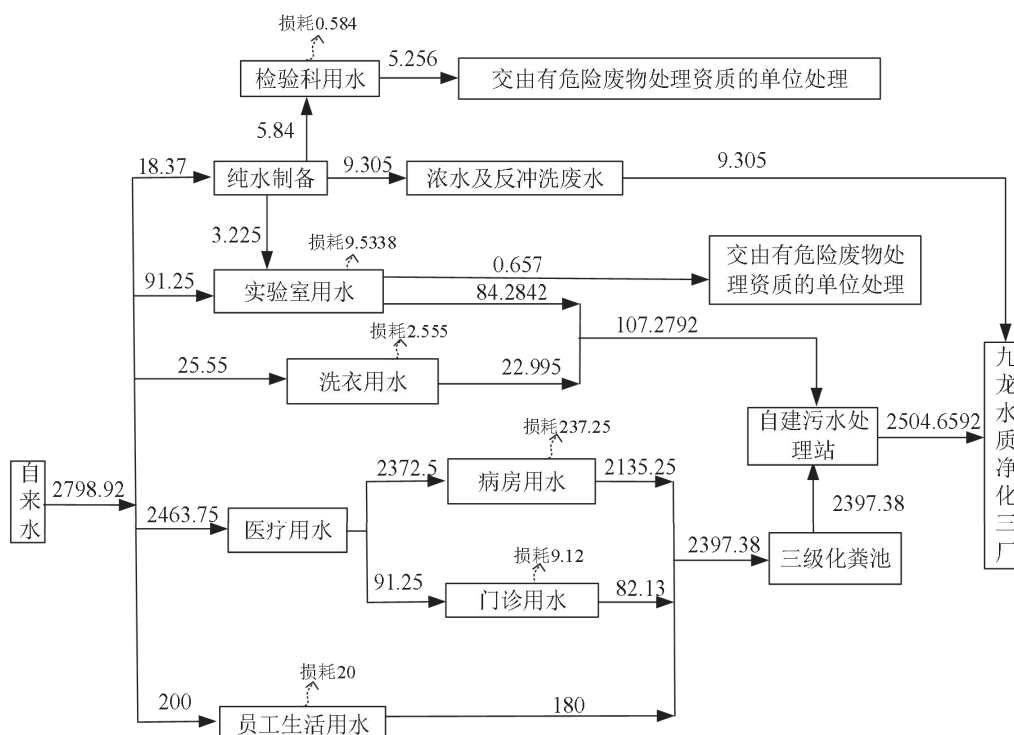 损耗0.584
检验科用水
5.256
交由有危险废物处理资质的单位处理
5.84
18.37
纯水制备
9.305
浓水及反冲洗废水
9.305
3.225
损耗9.5338
91.25
实验室用水
0.657
84.2842
交由有危险废物处
理资质的单位处理
107.2792
损耗2.555
25.55
洗衣用水
22.995
自建污水处
理站
2504.6592
九龙水质净化三厂
损耗237.25
2372.5
病房用水
2135.25
自来水
2798.92
2463.75
医疗用水
2397.38
2397.38
三级化粪池
损耗9.12
91.25
门诊用水
82.13
损耗20
200
员工生活用水
180